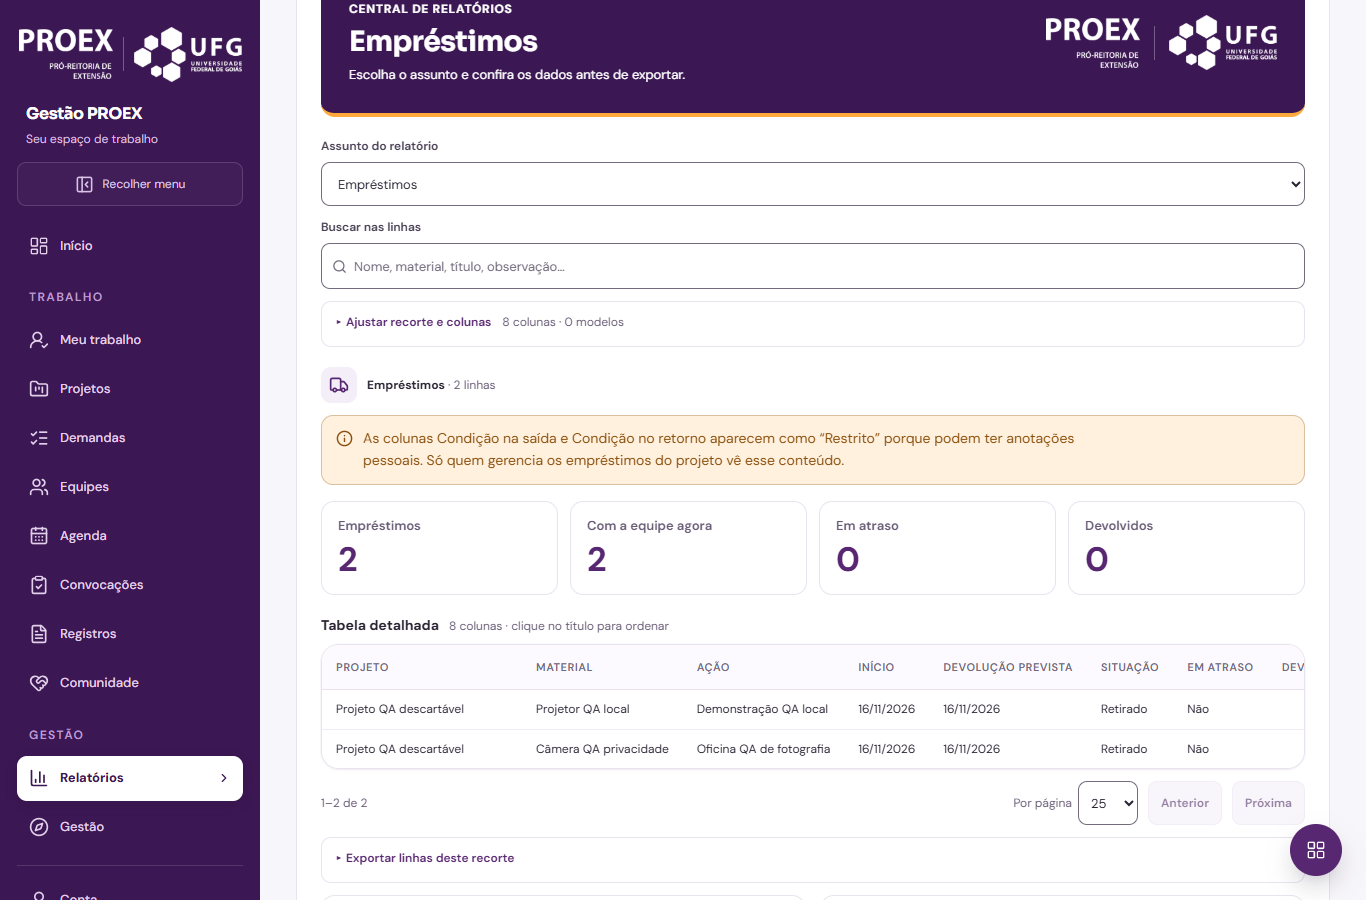 PROEX
PRÓ-REITORIA DE
EXTENSÃO
UFG
UNIVERSIDADE
FEDERAL DE GOIÁS
Gestão PROEX
Seu espaço de trabalho
Recolher menu
Início
TRABALHO
Meu trabalho
Projetos
Demandas
Equipes
Agenda
Convocações
Registros
Comunidade
GESTÃO
Relatórios
Gestão
Conta
CENTRAL DE RELATÓRIOS
Empréstimos
Escolha o assunto e confira os dados antes de exportar.
PROEX
PRÓ-REITORIA DE
EXTENSÃO
UFG
UNIVERSIDADE
FEDERAL DE GOIÁS
Assunto do relatório
Empréstimos
Buscar nas linhas
Nome, material, título, observação...
Ajustar recorte e colunas 8 colunas · 0 modelos
Empréstimos · 2 linhas
As colunas Condição na saída e Condição no retorno aparecem como “Restrito” porque podem ter anotações
pessoais. Só quem gerencia os empréstimos do projeto vê esse conteúdo.
Empréstimos
2
Com a equipe agora
2
Em atraso
0
Devolvidos
0
Tabela detalhada 8 colunas · clique no título para ordenar
PROJETO MATERIAL AÇÃO INÍCIO DEVOLUÇÃO PREVISTA SITUAÇÃO EM ATRASO DEV
Projeto QA descartável Projetor QA local Demonstração QA local 16/11/2026 16/11/2026 Retirado Não
Projeto QA descartável Câmera QA privacidade Oficina QA de fotografia 16/11/2026 16/11/2026 Retirado Não
1–2 de 2 Por página 25 Anterior Próxima
Exportar linhas deste recorte